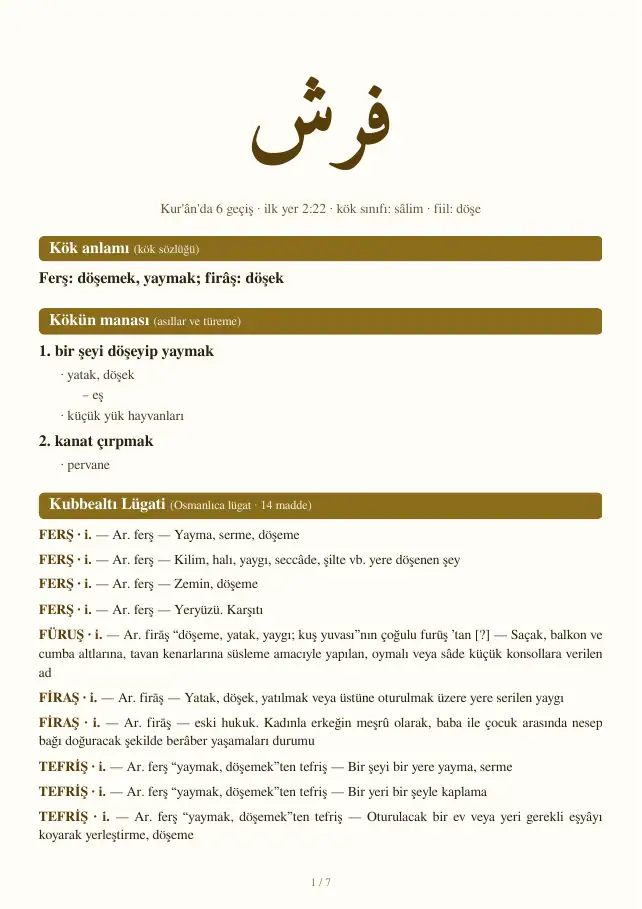 فرش
Kur'ân'da 6 geçiş · ilk yer 2:22 · kök sınıfı: sâlim · fiil: döşe
Kök anlamı (kök sözlüğü)
Ferş: döşemek, yaymak; firâş: döşek
Kökün manası (asıllar ve türeme)
1. bir şeyi döşeyip yaymak
· yatak, döşek
– eş
· küçük yük hayvanları
2. kanat çırpmak
· pervane
Kubbealtı Lügati (Osmanlıca lügat · 14 madde)
FERŞ · i. — Ar. ferş — Yayma, serme, döşeme
FERŞ · i. — Ar. ferş — Kilim, halı, yaygı, seccâde, şilte vb. yere döşenen şey
FERŞ · i. — Ar. ferş — Zemin, döşeme
FERŞ · i. — Ar. ferş — Yeryüzü. Karşıtı
FÜRUŞ · i. — Ar. firāş “döşeme, yatak, yaygı; kuş yuvası”nın çoğulu furūş ’tan [?] — Saçak, balkon ve
cumba altlarına, tavan kenarlarına süsleme amacıyle yapılan, oymalı veya sâde küçük konsollara verilen
ad
FİRAŞ · i. — Ar. firāş — Yatak, döşek, yatılmak veya üstüne oturulmak üzere yere serilen yaygı
FİRAŞ · i. — Ar. firāş — eski hukuk. Kadınla erkeğin meşrû olarak, baba ile çocuk arasında nesep
bağı doğuracak şekilde berâber yaşamaları durumu
TEFRİŞ · i. — Ar. ferş “yaymak, döşemek”ten tefriş — Bir şeyi bir yere yayma, serme
TEFRİŞ · i. — Ar. ferş “yaymak, döşemek”ten tefriş — Bir yeri bir şeyle kaplama
TEFRİŞ · i. — Ar. ferş “yaymak, döşemek”ten tefriş — Oturulacak bir ev veya yeri gerekli eşyâyı
koyarak yerleştirme, döşeme
1 / 7